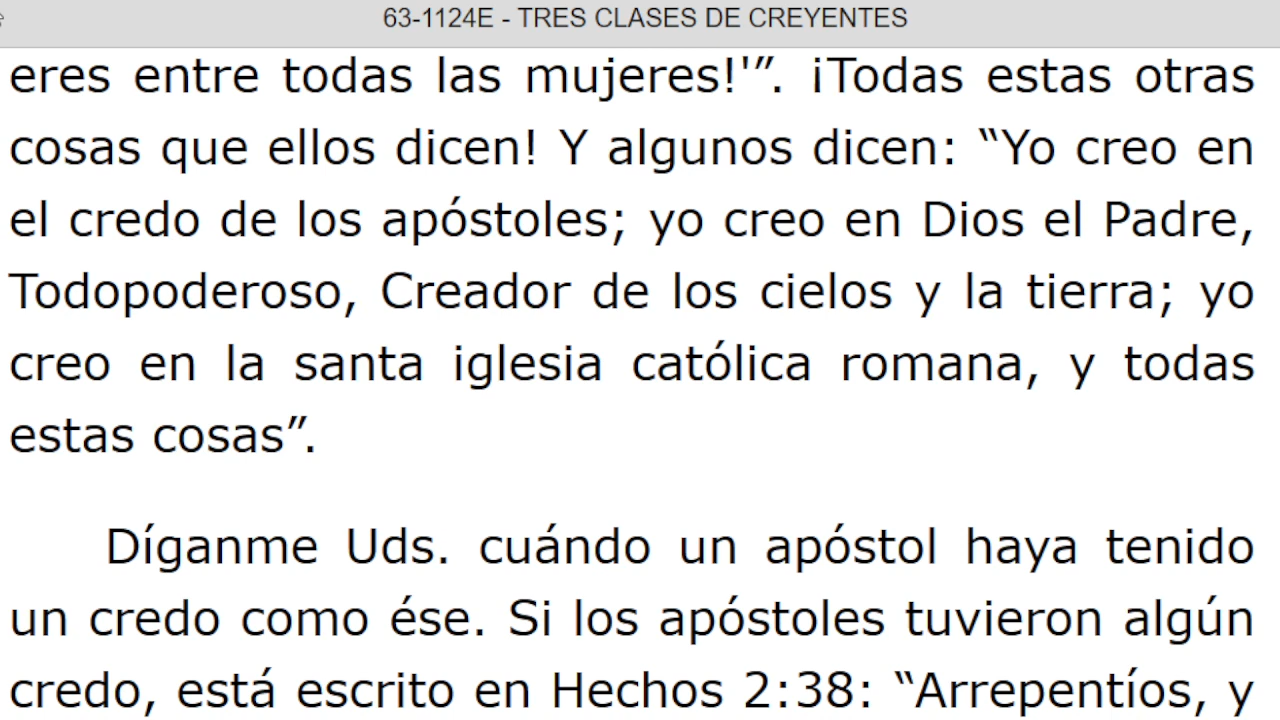 63-1124E - TRES CLASES DE CREYENTES
eres entre todas las mujeres!'”. ¡Todas estas otras
cosas que ellos dicen! Y algunos dicen: “Yo creo en
el credo de los apóstoles; yo creo en Dios el Padre,
Todopoderoso, Creador de los cielos y la tierra; yo
creo en la santa iglesia católica romana, y todas
estas cosas”.
Díganme Uds. cuándo un apóstol haya tenido
un credo como ése. Si los apóstoles tuvieron algún
credo, está escrito en Hechos 2:38: “Arrepentíos, y